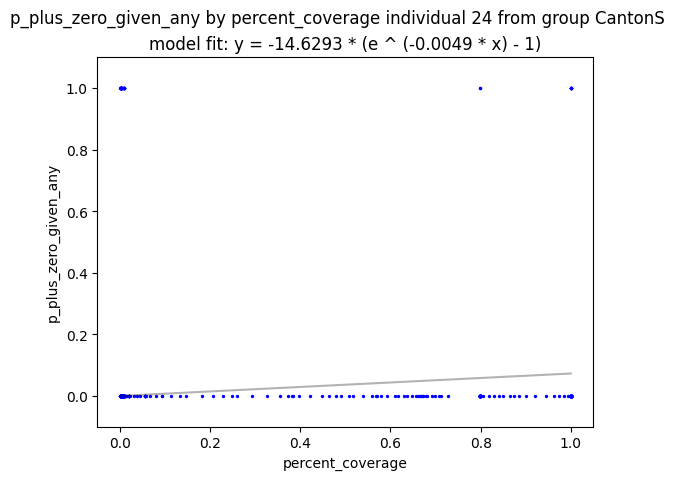 p_plus_zero_given_any by percent_coverage individual 24 from group CantonS
model fit: y = -14.6293 * (e ^ (-0.0049 * x) - 1)
1.0
0.8
0.6
0.4
0.2
0.0
p_plus_zero_given_any
0.0 0.2 0.4 0.6 0.8 1.0
percent_coverage